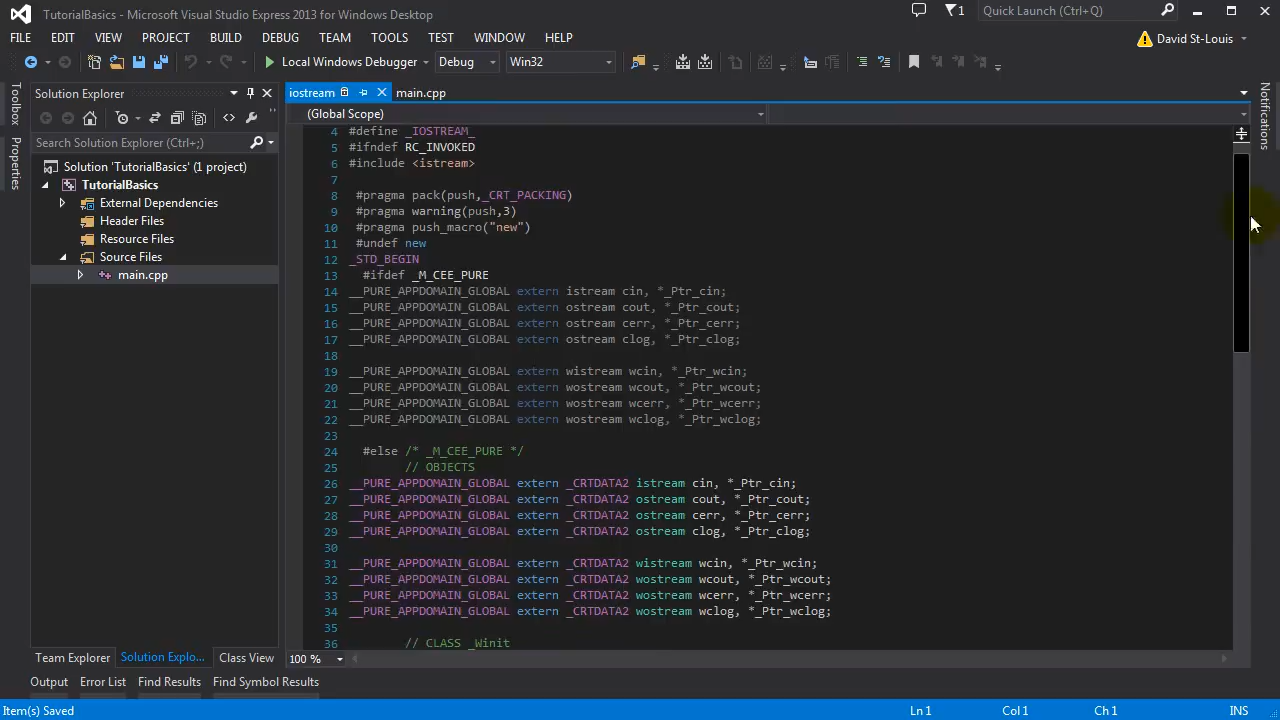 TutorialBasics - Microsoft Visual Studio Express 2013 for Windows Desktop
1
Quick Launch (Ctrl+Q)
FILE EDIT VIEW PROJECT BUILD DEBUG TEAM TOOLS TEST WINDOW HELP
David St-Louis
Local Windows Debugger Debug Win32
Toolbox
Properties
Solution Explorer
Search Solution Explorer (Ctrl+;)
Solution 'TutorialBasics' (1 project)
TutorialBasics
External Dependencies
Header Files
Resource Files
Source Files
main.cpp
iostream main.cpp
(Global Scope)
4 #define _IOSTREAM_
5 #ifndef RC_INVOKED
6 #include <istream>
7
8 #pragma pack(push,_CRT_PACKING)
9 #pragma warning(push,3)
10 #pragma push_macro("new")
11 #undef new
12 _STD_BEGIN
13 #ifdef _M_CEE_PURE
14 __PURE_APPDOMAIN_GLOBAL extern istream cin, *_Ptr_cin;
15 __PURE_APPDOMAIN_GLOBAL extern ostream cout, *_Ptr_cout;
16 __PURE_APPDOMAIN_GLOBAL extern ostream cerr, *_Ptr_cerr;
17 __PURE_APPDOMAIN_GLOBAL extern ostream clog, *_Ptr_clog;
18
19 __PURE_APPDOMAIN_GLOBAL extern wistream wcin, *_Ptr_wcin;
20 __PURE_APPDOMAIN_GLOBAL extern wostream wcout, *_Ptr_wcout;
21 __PURE_APPDOMAIN_GLOBAL extern wostream wcerr, *_Ptr_wcerr;
22 __PURE_APPDOMAIN_GLOBAL extern wostream wclog, *_Ptr_wclog;
23
24 #else /* _M_CEE_PURE */
25 // OBJECTS
26 __PURE_APPDOMAIN_GLOBAL extern _CRTDATA2 istream cin, *_Ptr_cin;
27 __PURE_APPDOMAIN_GLOBAL extern _CRTDATA2 ostream cout, *_Ptr_cout;
28 __PURE_APPDOMAIN_GLOBAL extern _CRTDATA2 ostream cerr, *_Ptr_cerr;
29 __PURE_APPDOMAIN_GLOBAL extern _CRTDATA2 ostream clog, *_Ptr_clog;
30
31 __PURE_APPDOMAIN_GLOBAL extern _CRTDATA2 wistream wcin, *_Ptr_wcin;
32 __PURE_APPDOMAIN_GLOBAL extern _CRTDATA2 wostream wcout, *_Ptr_wcout;
33 __PURE_APPDOMAIN_GLOBAL extern _CRTDATA2 wostream wcerr, *_Ptr_wcerr;
34 __PURE_APPDOMAIN_GLOBAL extern _CRTDATA2 wostream wclog, *_Ptr_wclog;
35
36 // CLASS _Winit
100 %
Notifications
Team Explorer Solution Explo... Class View
Output Error List Find Results Find Symbol Results
Item(s) Saved Ln 1 Col 1 Ch 1 INS